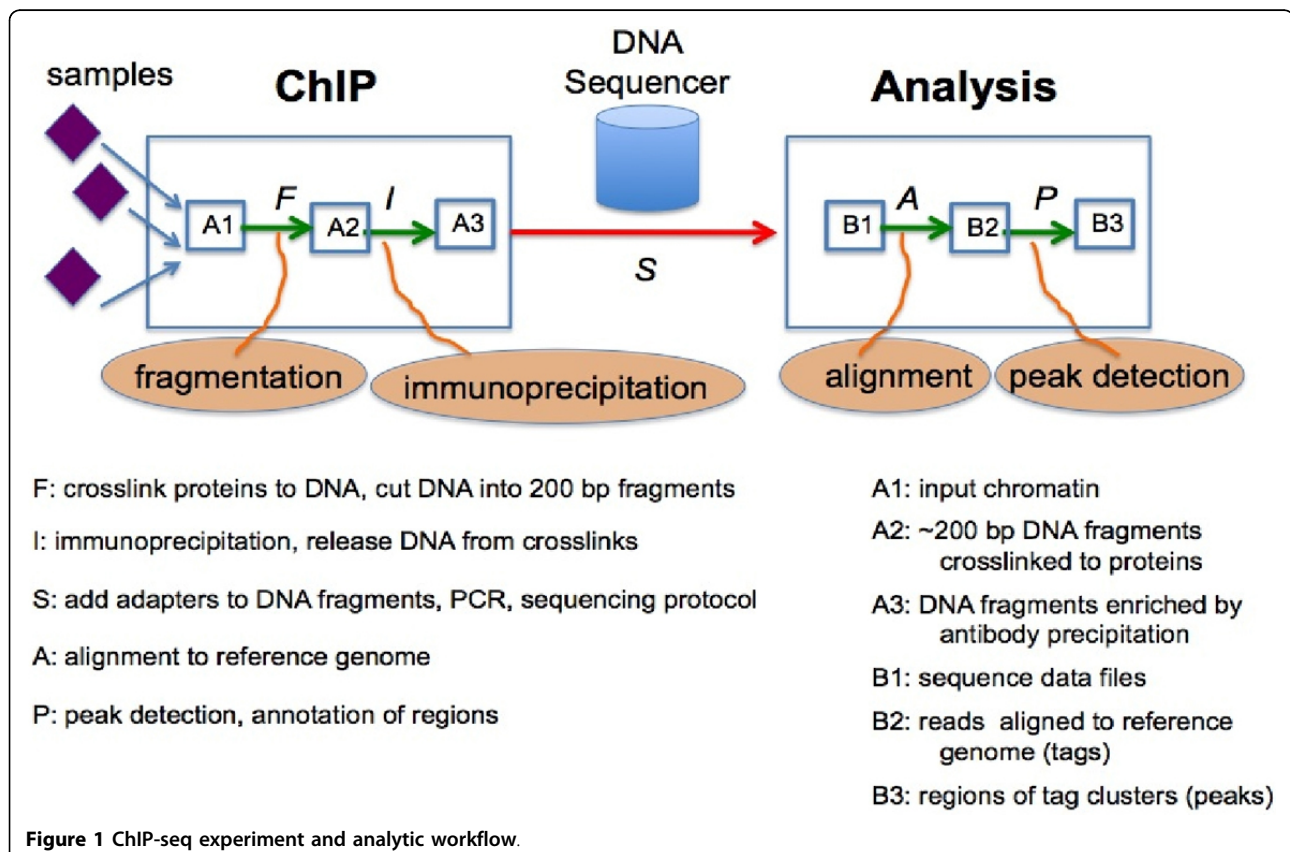 samples
ChIP
DNA
Sequencer
Analysis
F
I
A
P
A1
A2
A3
B1
B2
B3
S
fragmentation
immunoprecipitation
alignment
peak detection
F: crosslink proteins to DNA, cut DNA into 200 bp fragments
I: immunoprecipitation, release DNA from crosslinks
S: add adapters to DNA fragments, PCR, sequencing protocol
A: alignment to reference genome
P: peak detection, annotation of regions
A1: input chromatin
A2: ~200 bp DNA fragments
crosslinked to proteins
A3: DNA fragments enriched by
antibody precipitation
B1: sequence data files
B2: reads aligned to reference
genome (tags)
B3: regions of tag clusters (peaks)
Figure 1 ChIP-seq experiment and analytic workflow.